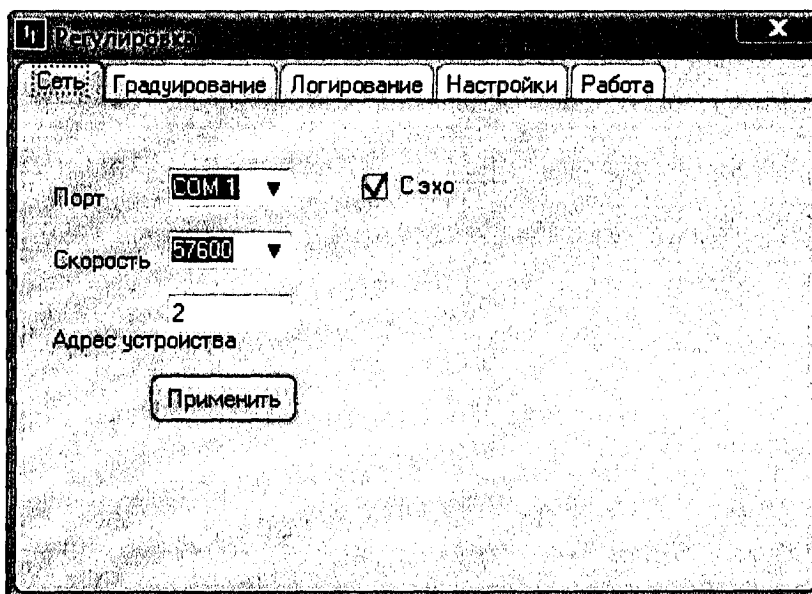 Регулировка
Сеть Градуирование Логирование Настройки Работа
Порт COM 1 С эхо
Скорость 57600
2
Адрес устройства
Применить